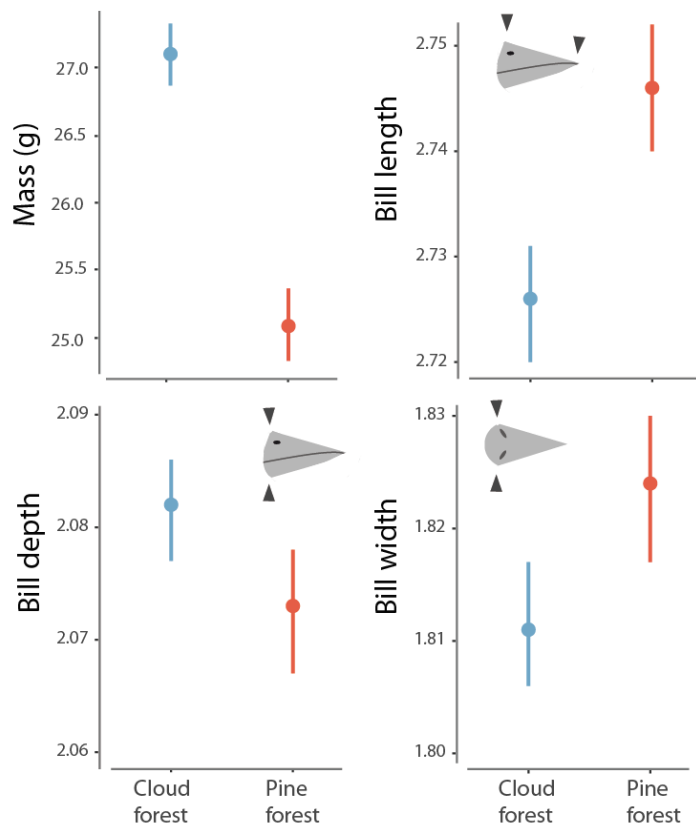 Mass (g)
27.0
26.5
26.0
25.5
25.0
Bill length
2.75
2.74
2.73
2.72
Bill depth
2.09
2.08
2.07
2.06
Cloud
forest
Pine
forest
Bill width
1.83
1.82
1.81
1.80
Cloud
forest
Pine
forest